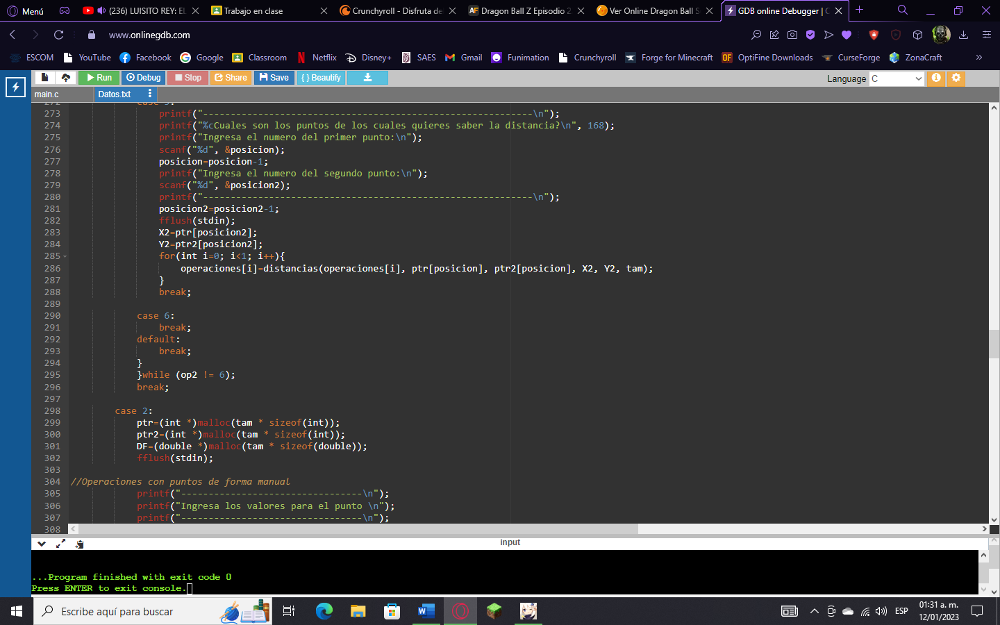 Menú
(236) LUISITO REY: EL
Trabajo en clase
Crunchyroll - Disfruta de
AF Dragon Ball Z Episodio 2
Ver Online Dragon Ball S
GDB online Debugger | C
www.onlinegdb.com
ESCOM
YouTube
Facebook
Google
Classroom
Netflix
Disney+
SAES
Gmail
Funimation
Crunchyroll
Forge for Minecraft
OF OptiFine Downloads
CurseForge
ZonaCraft
»
Run
Debug
Stop
Share
Save
{ } Beautify
Language C
main.c
Datos.txt
273 printf("------------------------------------------------------------\n");
274 printf("%cCuales son los puntos de los cuales quieres saber la distancia?\n", 168);
275 printf("Ingresa el numero del primer punto:\n");
276 scanf("%d", &posicion);
277 posicion=posicion-1;
278 printf("Ingresa el numero del segundo punto:\n");
279 scanf("%d", &posicion2);
280 printf("------------------------------------------------------------\n");
281 posicion2=posicion2-1;
282 fflush(stdin);
283 X2=ptr[posicion2];
284 Y2=ptr2[posicion2];
285 for(int i=0; i<1; i++){
286 operaciones[i]=distancias(operaciones[i], ptr[posicion], ptr2[posicion], X2, Y2, tam);
287 }
288 break;
289
290 case 6:
291 break;
292 default:
293 break;
294 }
295 }while (op2 != 6);
296 break;
297
298 case 2:
299 ptr=(int *)malloc(tam * sizeof(int));
300 ptr2=(int *)malloc(tam * sizeof(int));
301 DF=(double *)malloc(tam * sizeof(double));
302 fflush(stdin);
303
304 //Operaciones con puntos de forma manual
305 printf("---------------------------------\n");
306 printf("Ingresa los valores para el punto \n");
307 printf("---------------------------------\n");
308
input
...Program finished with exit code 0
Press ENTER to exit console.
Escribe aquí para buscar
ESP
01:31 a. m.
12/01/2023